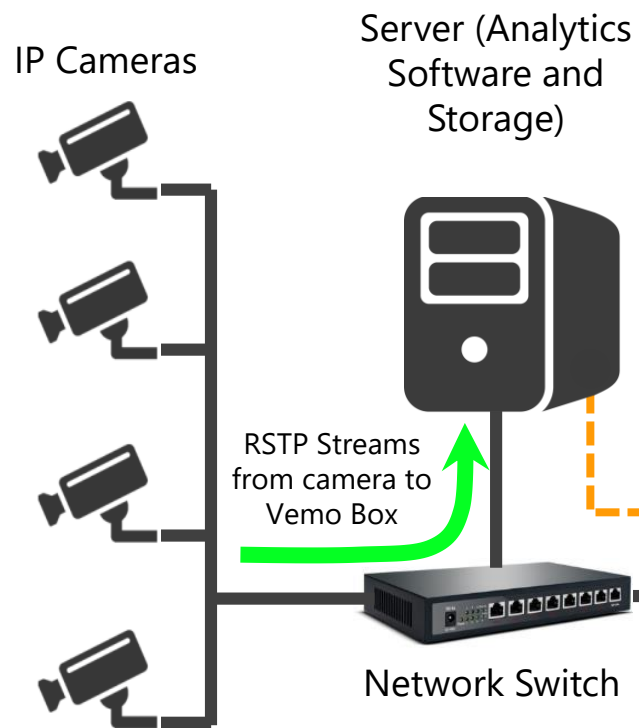 IP Cameras
Server (Analytics
Software and
Storage)
RSTP Streams
from camera to
Vemo Box
Network Switch